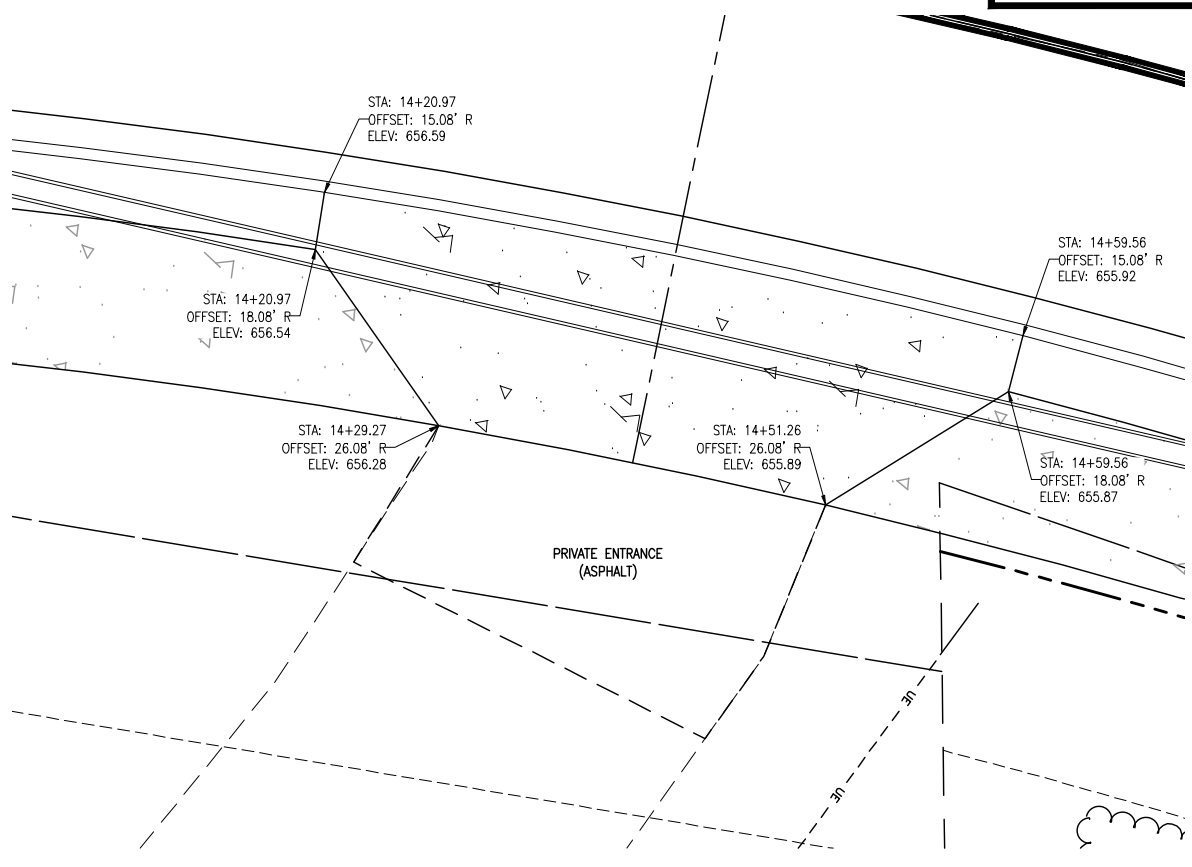 STA: 14+20.97
OFFSET: 15.08' R
ELEV: 656.59
STA: 14+59.56
OFFSET: 15.08' R
ELEV: 655.92
STA: 14+20.97
OFFSET: 18.08' R
ELEV: 656.54
STA: 14+29.27
OFFSET: 26.08' R
ELEV: 656.28
STA: 14+51.26
OFFSET: 26.08' R
ELEV: 655.89
STA: 14+59.56
OFFSET: 18.08' R
ELEV: 655.87
PRIVATE ENTRANCE
(ASPHALT)
UE
UE